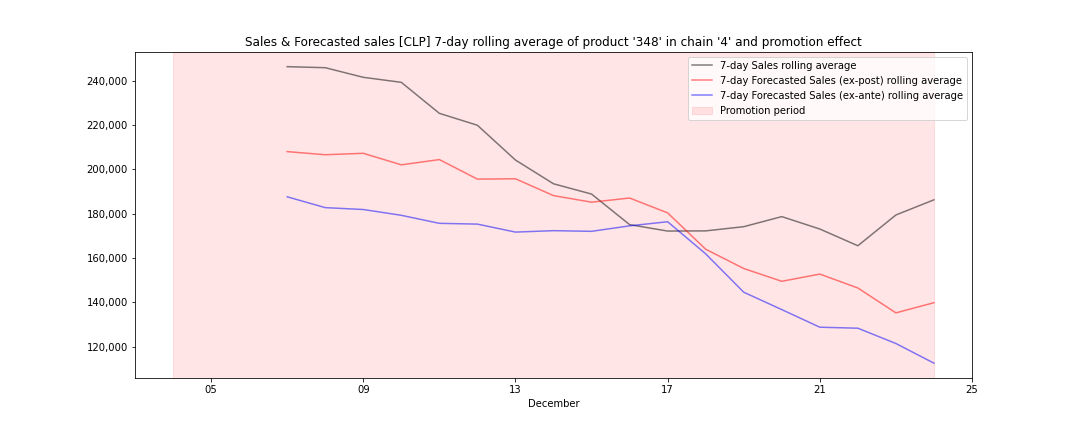 Sales & Forecasted sales [CLP] 7-day rolling average of product '348' in chain '4' and promotion effect
7-day Sales rolling average
7-day Forecasted Sales (ex-post) rolling average
7-day Forecasted Sales (ex-ante) rolling average
Promotion period
240,000
220,000
200,000
180,000
160,000
140,000
120,000
05
09
13
17
21
25
December